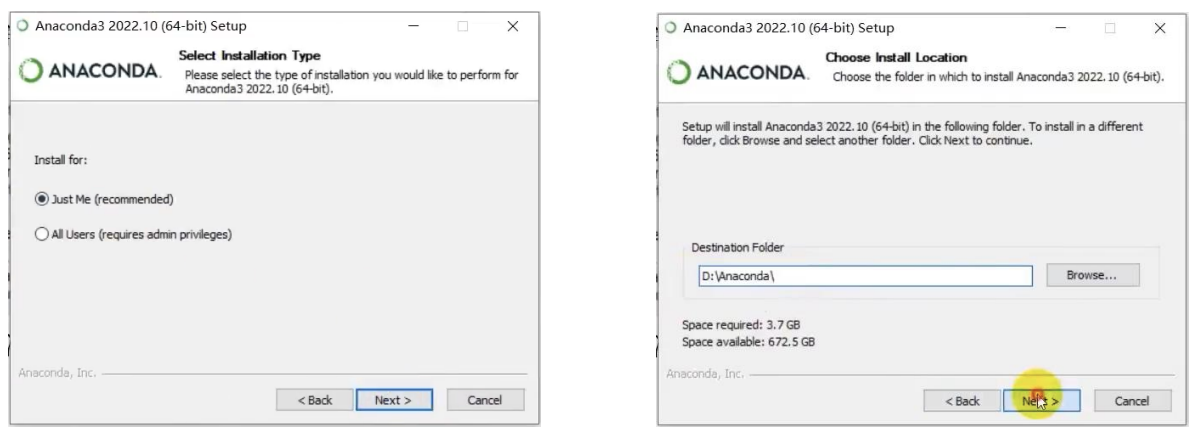 Anaconda3 2022.10 (64-bit) Setup
Select Installation Type
ANACONDA.
Please select the type of installation you would like to perform for
Anaconda3 2022.10 (64-bit).
Install for:
Just Me (recommended)
All Users (requires admin privileges)
Anaconda, Inc.
< Back
Next >
Cancel
Anaconda3 2022.10 (64-bit) Setup
Choose Install Location
ANACONDA.
Choose the folder in which to install Anaconda3 2022.10 (64-bit).
Setup will install Anaconda3 2022.10 (64-bit) in the following folder. To install in a different
folder, click Browse and select another folder. Click Next to continue.
Destination Folder
D:\Anaconda\
Browse...
Space required: 3.7 GB
Space available: 672.5 GB
Anaconda, Inc.
< Back
Next >
Cancel